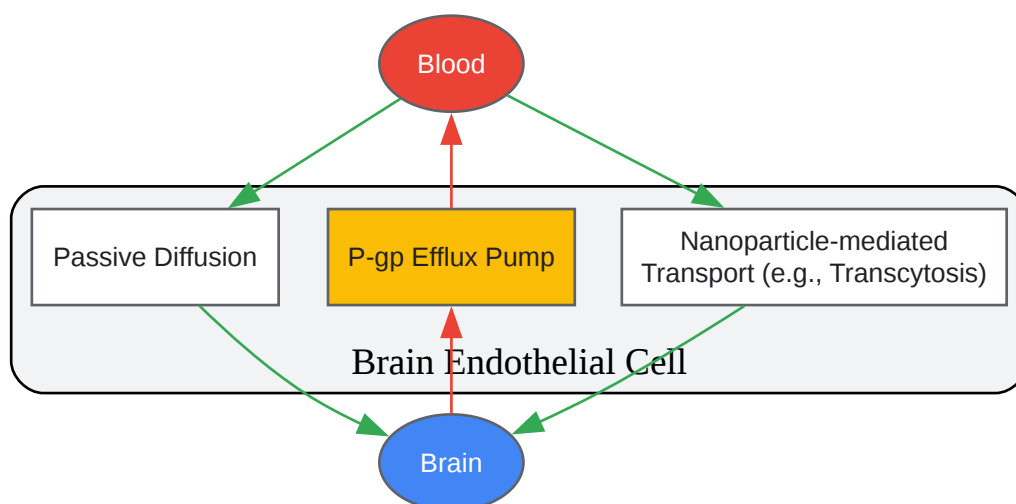 Blood
Passive Diffusion
P-gp Efflux Pump
Nanoparticle-mediated
Transport (e.g., Transcytosis)
Brain Endothelial Cell
Brain